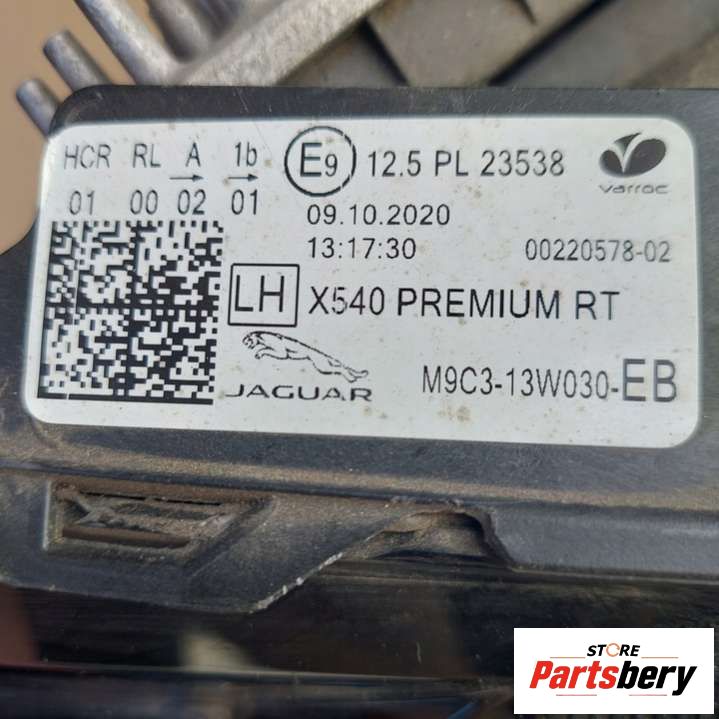 HCR RL A 1b E9 12.5 PL 23538
01 00 02 01
varroc
09.10.2020
13:17:30 00220578-02
LH X540 PREMIUM RT
JAGUAR M9C3-13W030-EB
STORE
Partsbery